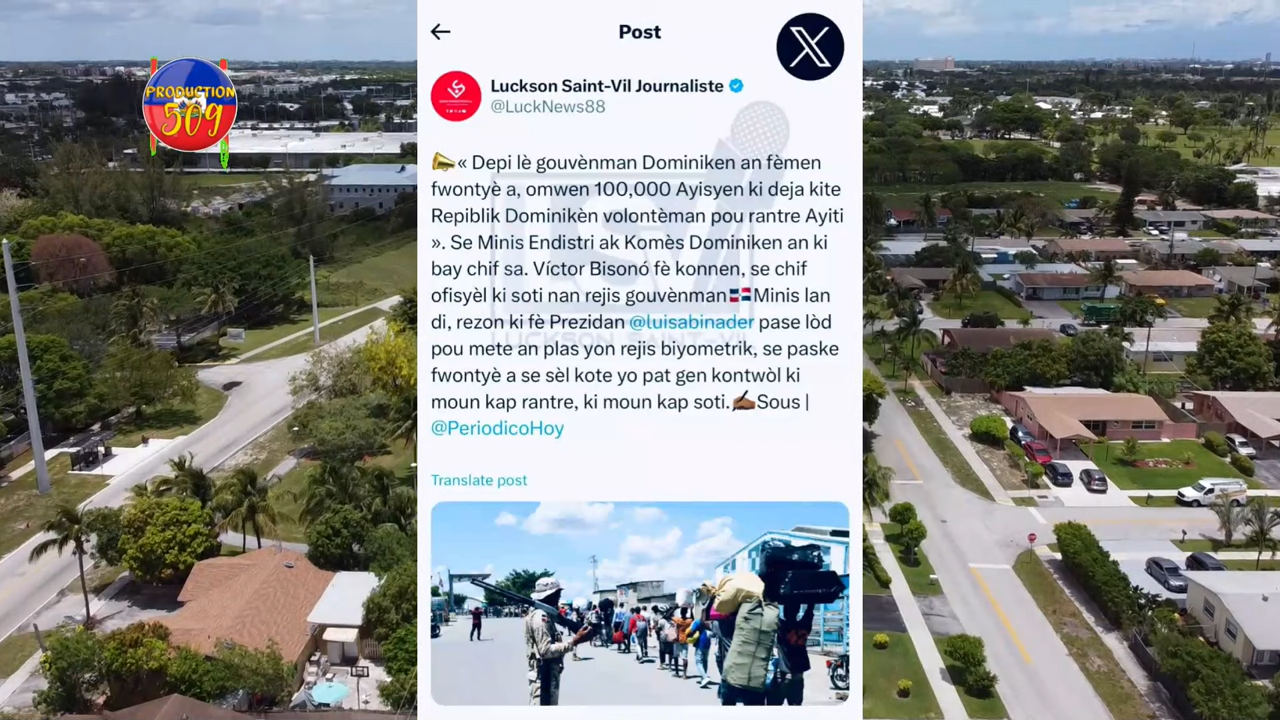 PRODUCTION
509
Post
X
Luckson Saint-Vil Journaliste
@LuckNews88
« Depi lè gouvènman Dominiken an fèmen
fwontyè a, omwen 100,000 Ayisyen ki deja kite
Repiblik Dominikèn volontèman pou rantre Ayiti
». Se Minis Endistri ak Komès Dominiken an ki
bay chif sa. Víctor Bisonó fè konnen, se chif
ofisyèl ki soti nan rejis gouvènman Minis lan
di, rezon ki fè Prezidan @luisabinader pase lòd
pou mete an plas yon rejis biyometrik, se paske
fwontyè a se sèl kote yo pat gen kontwòl ki
moun kap rantre, ki moun kap soti. Sous |
@PeriodicoHoy
LUCKSON SAINT-VIL
Translate post